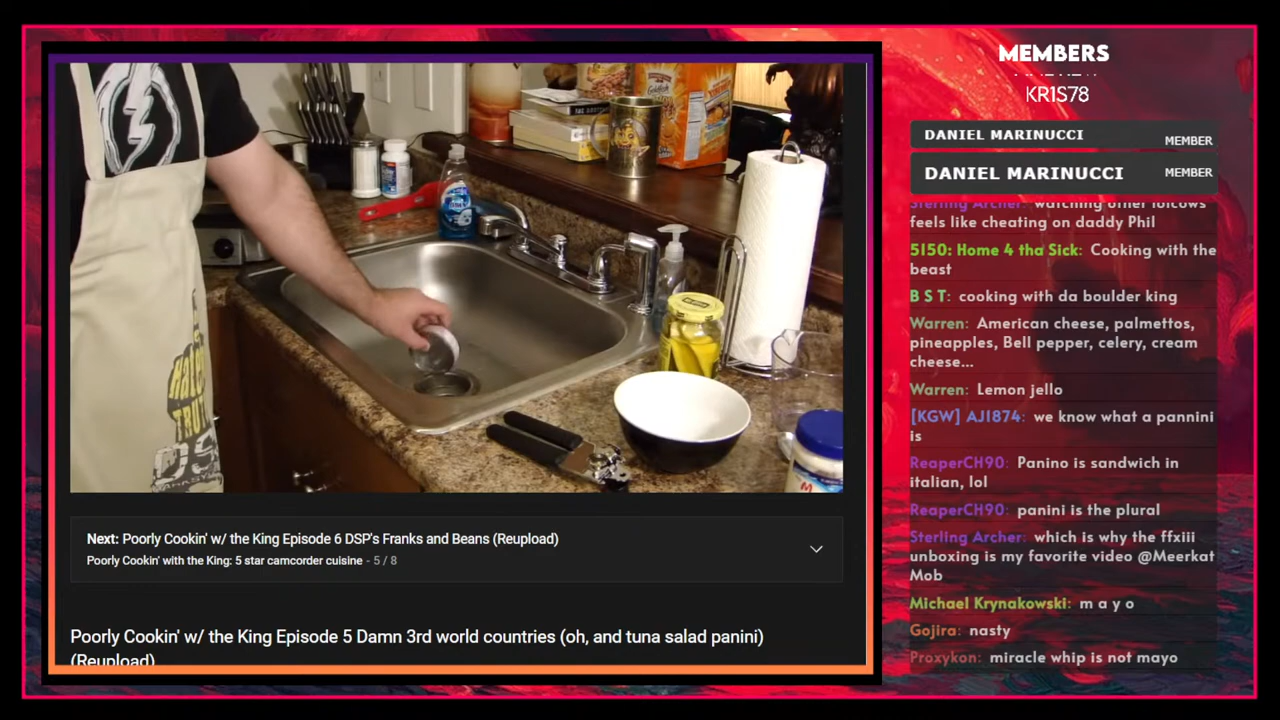 MEMBERS
KR1S78
DANIEL MARINUCCI MEMBER
DANIEL MARINUCCI MEMBER
Sterling Archer: watching other lolcows
feels like cheating on daddy Phil
5150: Home 4 tha Sick: Cooking with the
beast
B S T: cooking with da boulder king
Warren: American cheese, palmettos,
pineapples, Bell pepper, celery, cream
cheese...
Warren: Lemon jello
[KGW] AJ1874: we know what a pannini
is
ReaperCH90: Panino is sandwich in
italian, lol
ReaperCH90: panini is the plural
Sterling Archer: which is why the ffxiii
unboxing is my favorite video @Meerkat
Mob
Michael Krynakowski: m a y o
Gojira: nasty
Proxykon: miracle whip is not mayo
Goldfish
HATERS
TRUTH
DSP
Next: Poorly Cookin' w/ the King Episode 6 DSP's Franks and Beans (Reupload)
Poorly Cookin' with the King: 5 star camcorder cuisine - 5 / 8
Poorly Cookin' w/ the King Episode 5 Damn 3rd world countries (oh, and tuna salad panini)
(Reupload)